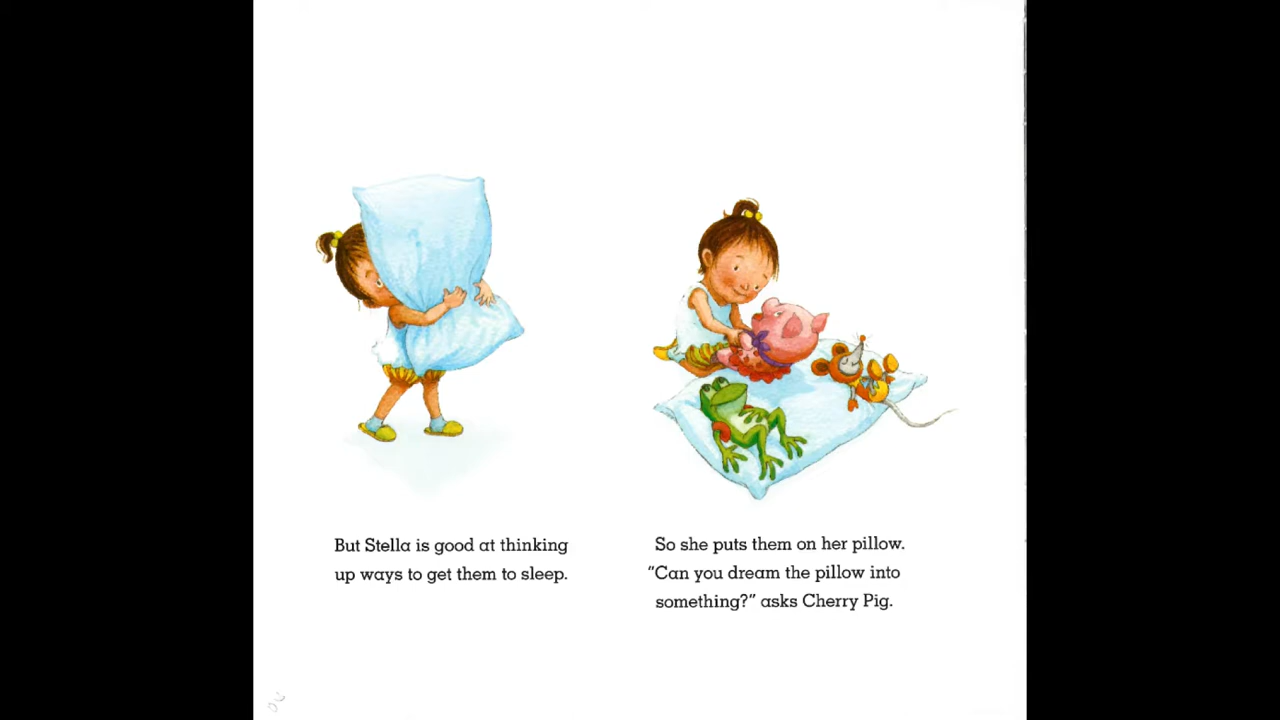 But Stella is good at thinking
up ways to get them to sleep.
So she puts them on her pillow.
"Can you dream the pillow into
something?" asks Cherry Pig.